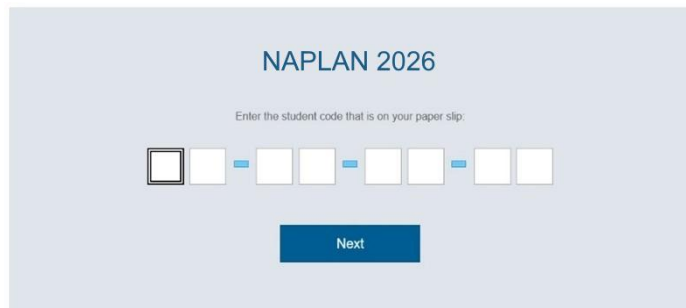 NAPLAN 2026
Enter the student code that is on your paper slip:
Next